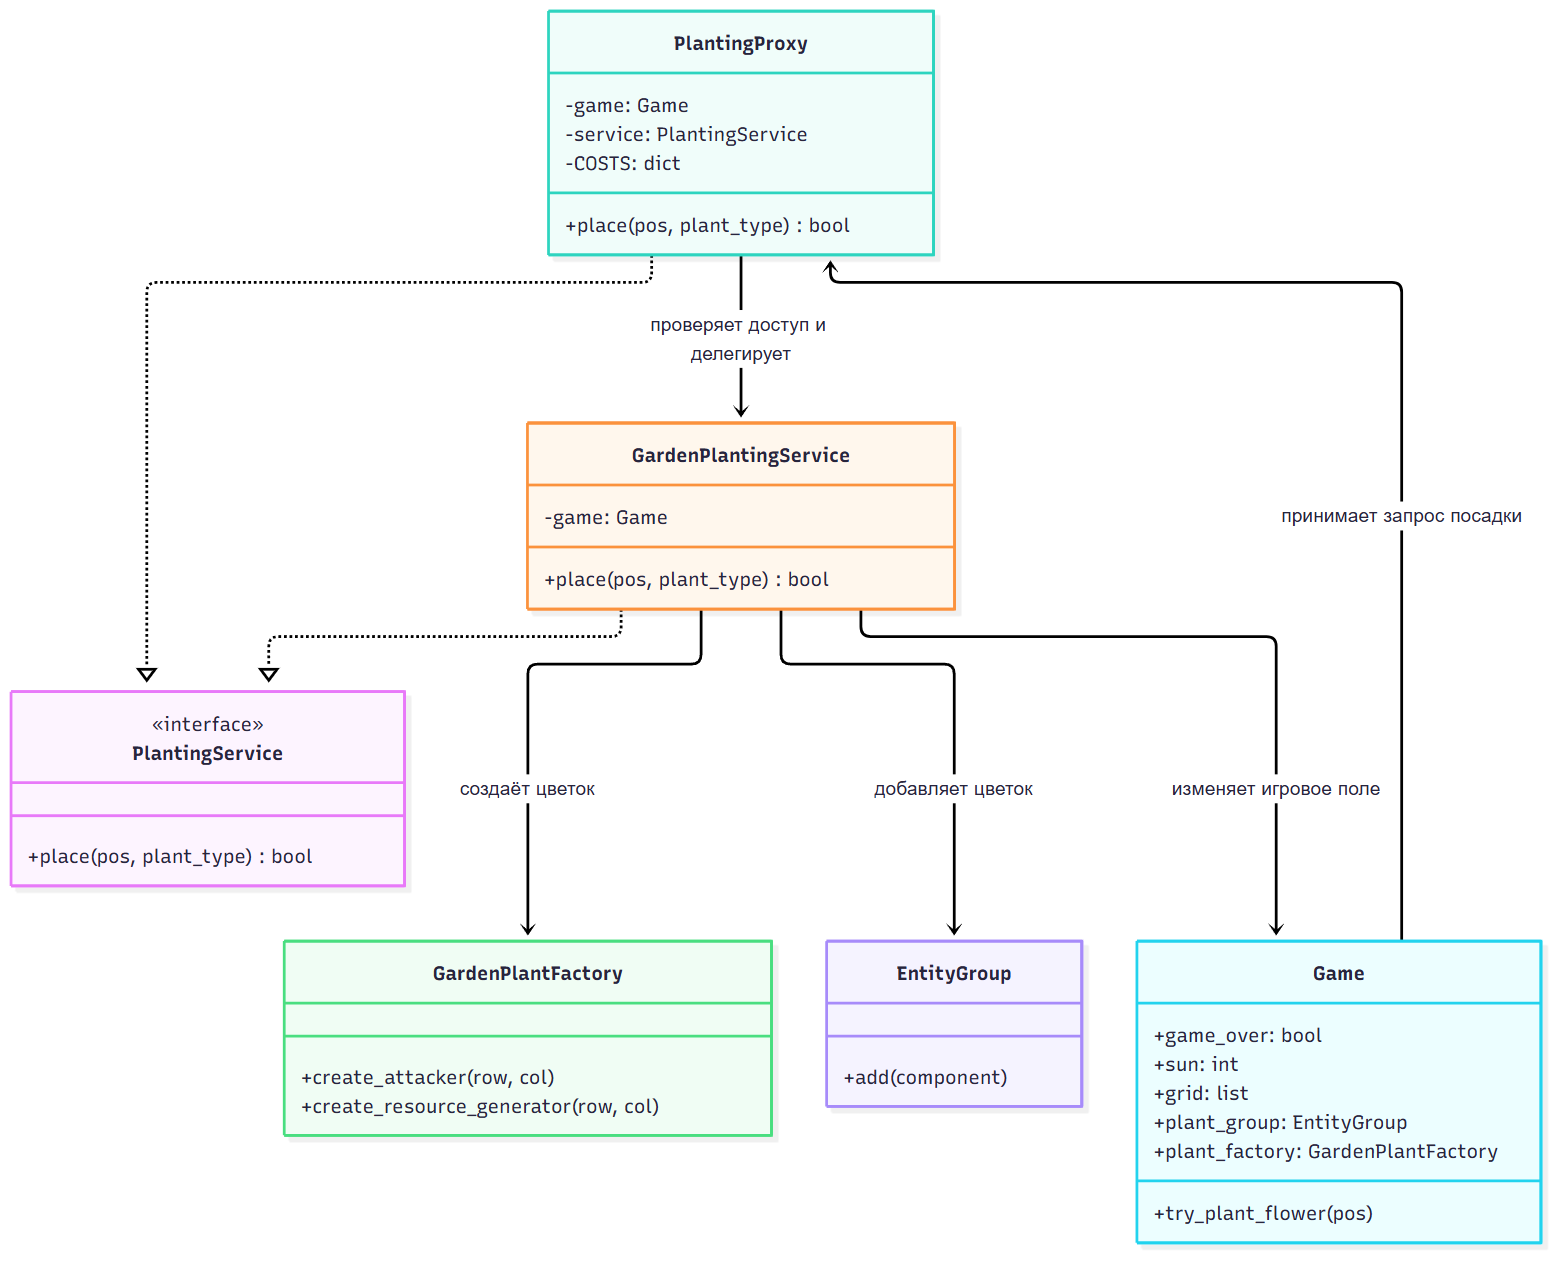 PlantingProxy
-game: Game
-service: PlantingService
-COSTS: dict
+place(pos, plant_type) : bool
проверяет доступ и
делегирует
GardenPlantingService
-game: Game
+place(pos, plant_type) : bool
принимает запрос посадки
«interface»
PlantingService
+place(pos, plant_type) : bool
создаёт цветок
добавляет цветок
изменяет игровое поле
GardenPlantFactory
+create_attacker(row, col)
+create_resource_generator(row, col)
EntityGroup
+add(component)
Game
+game_over: bool
+sun: int
+grid: list
+plant_group: EntityGroup
+plant_factory: GardenPlantFactory
+try_plant_flower(pos)